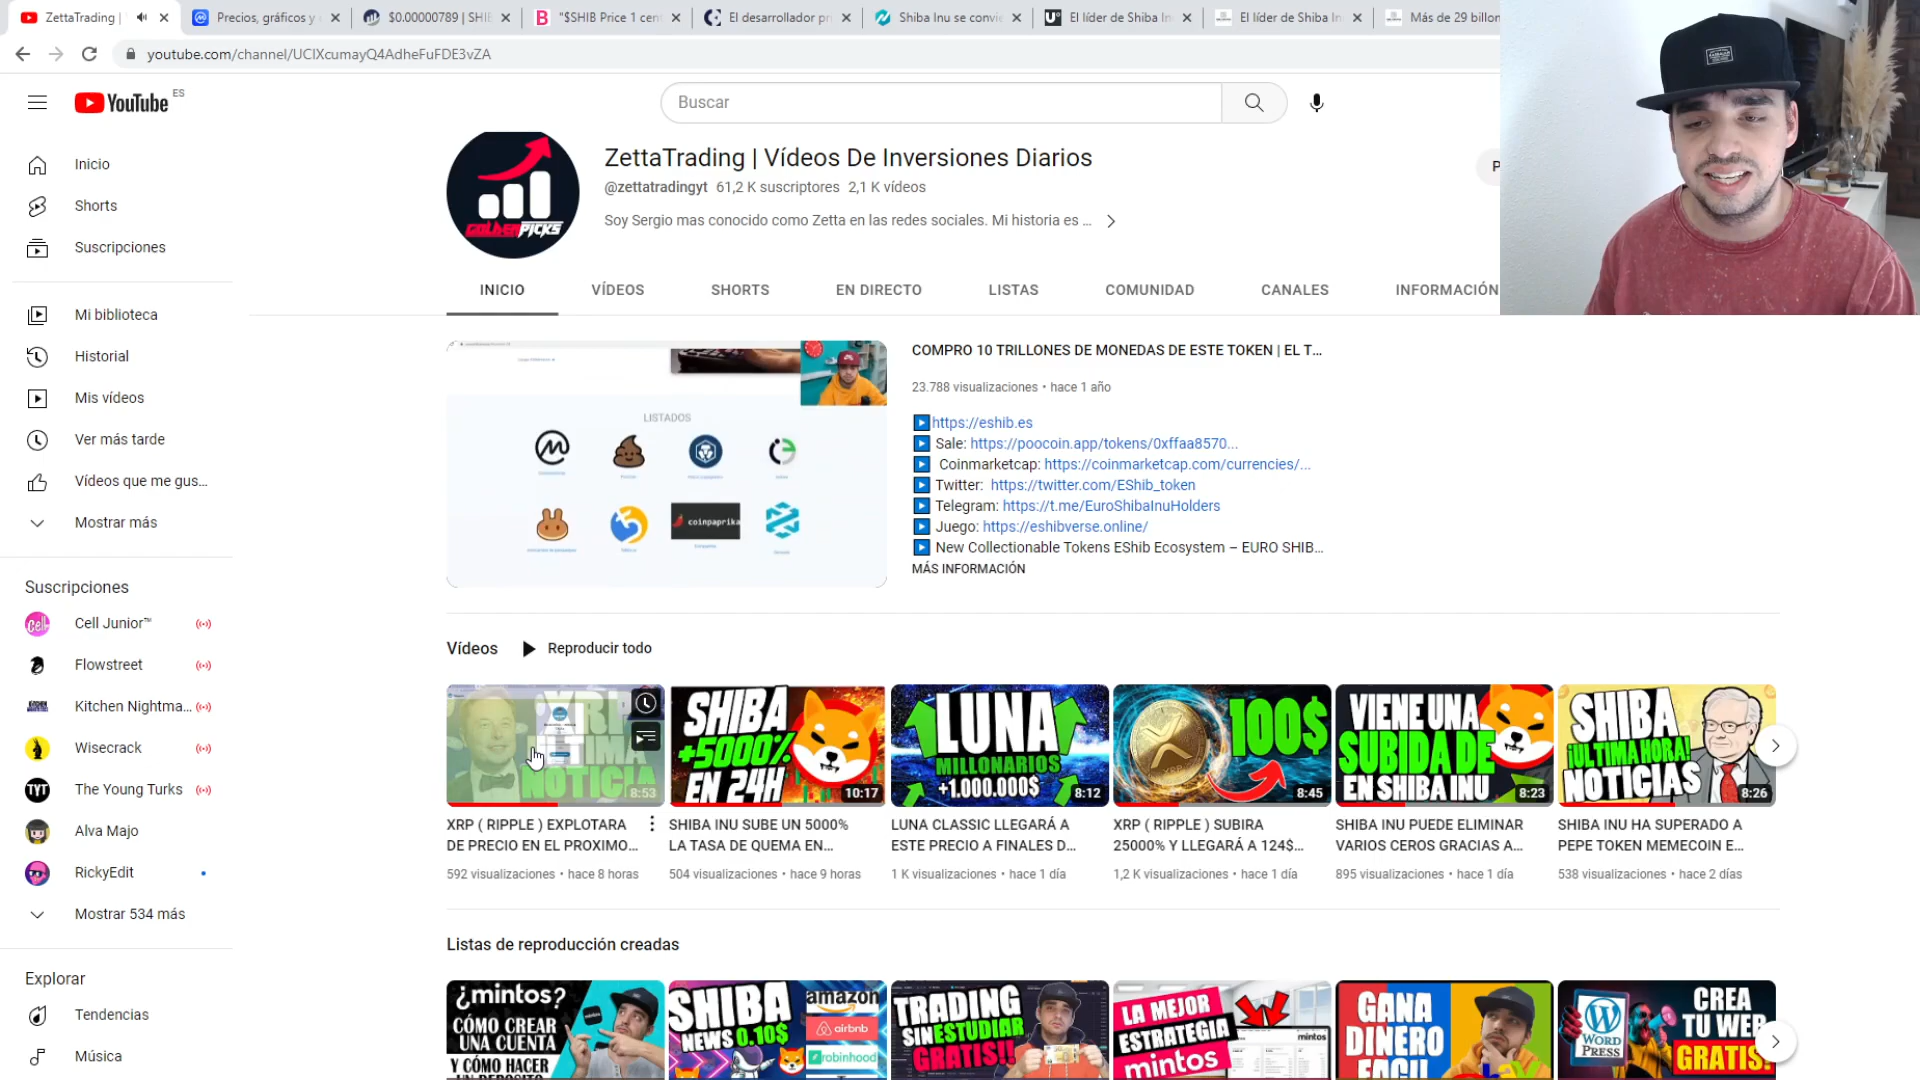 ZettaTrading |
Precios, gráficos y
$0.00000789 | SHIB
"$SHIB Price 1 cen
El desarrollador pr
Shiba Inu se convie
El líder de Shiba In
El líder de Shiba In
Más de 29 billon
youtube.com/channel/UClXcumayQ4AdheFuFDE3vZA
YouTube ES
Buscar
Inicio
Shorts
Suscripciones
Mi biblioteca
Historial
Mis vídeos
Ver más tarde
Vídeos que me gus...
Mostrar más
Suscripciones
Cell Junior™
Flowstreet
Kitchen Nightma...
Wisecrack
TYT
The Young Turks
Alva Majo
RickyEdit
Mostrar 534 más
Explorar
Tendencias
Música
GOLDENPICKS
ZettaTrading | Vídeos De Inversiones Diarios
@zettatradingyt 61,2 K suscriptores 2,1 K vídeos
Soy Sergio mas conocido como Zetta en las redes sociales. Mi historia es ...
P
INICIO
VÍDEOS
SHORTS
EN DIRECTO
LISTAS
COMUNIDAD
CANALES
INFORMACIÓN
LISTADOS
coinpaprika
COMPRO 10 TRILLONES DE MONEDAS DE ESTE TOKEN | EL T...
23.788 visualizaciones • hace 1 año
https://eshib.es
Sale: https://poocoin.app/tokens/0xffaa8570...
Coinmarketcap: https://coinmarketcap.com/currencies/...
Twitter: https://twitter.com/EShib_token
Telegram: https://t.me/EuroShibaInuHolders
Juego: https://eshibverse.online/
New Collectionable Tokens EShib Ecosystem – EURO SHIB...
MÁS INFORMACIÓN
Vídeos
Reproducir todo
XRP
ULTIMA
NOTICIA
8:53
SHIBA
+5000%
EN 24H
10:17
LUNA
MILLONARIOS
+1.000.000$
8:12
100$
8:45
VIENE UNA
SUBIDA DE
EN SHIBA INU
8:23
SHIBA
¡ULTIMA HORA!
NOTICIAS
8:26
XRP ( RIPPLE ) EXPLOTARA
DE PRECIO EN EL PROXIMO...
592 visualizaciones • hace 8 horas
SHIBA INU SUBE UN 5000%
LA TASA DE QUEMA EN...
504 visualizaciones • hace 9 horas
LUNA CLASSIC LLEGARÁ A
ESTE PRECIO A FINALES D...
1 K visualizaciones • hace 1 día
XRP ( RIPPLE ) SUBIRA
25000% Y LLEGARÁ A 124$...
1,2 K visualizaciones • hace 1 día
SHIBA INU PUEDE ELIMINAR
VARIOS CEROS GRACIAS A...
895 visualizaciones • hace 1 día
SHIBA INU HA SUPERADO A
PEPE TOKEN MEMECOIN E...
538 visualizaciones • hace 2 días
Listas de reproducción creadas
¿mintos?
CÓMO CREAR
UNA CUENTA
Y CÓMO HACER
UN DEPOSITO
SHIBA
NEWS 0.10$
amazon
airbnb
robinhood
TRADING
SIN ESTUDIAR
GRATIS!!
LA MEJOR
ESTRATEGIA
mintos
mintos
GANA
DINERO
FACIL
WORD
PRESS
CREA
TU WEB
GRATIS!